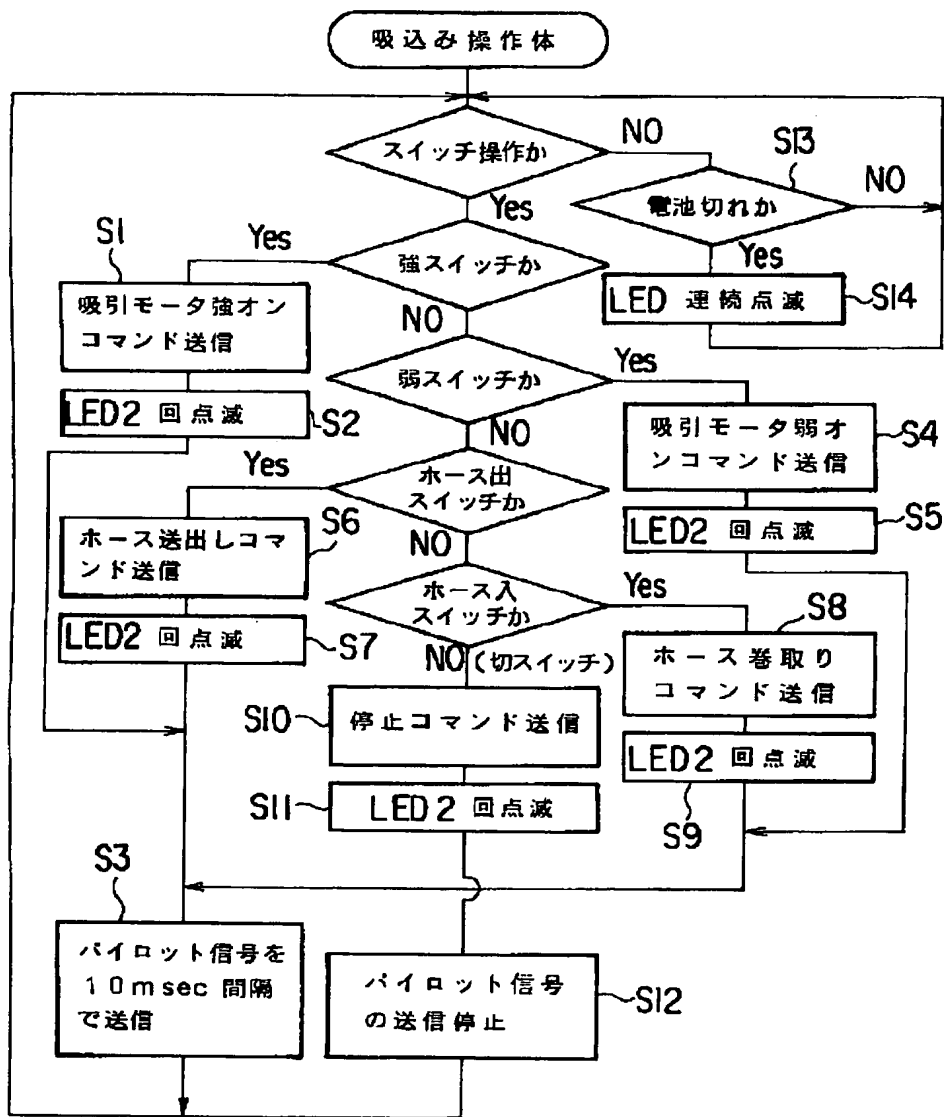 吸込み操作体
スイッチ操作か
NO
S13
電池切れか
NO
Yes
Yes
LED 連続点滅
S14
強スイッチか
Yes
S1
吸引モータ強オン
コマンド送信
LED2 回点滅
S2
NO
弱スイッチか
Yes
吸引モータ弱オ
ンコマンド送信
S4
LED2 回点滅
S5
NO
ホース出
スイッチか
Yes
S6
ホース送出しコマ
ンド送信
LED2 回点滅
S7
NO
ホース入
スイッチか
Yes
S8
ホース巻取り
コマンド送信
LED2 回点滅
S9
NO (切スイッチ)
S10
停止コマンド送信
S11
LED2 回点滅
S3
パイロット信号を
10msec 間隔
で送信
パイロット信号
の送信停止
S12